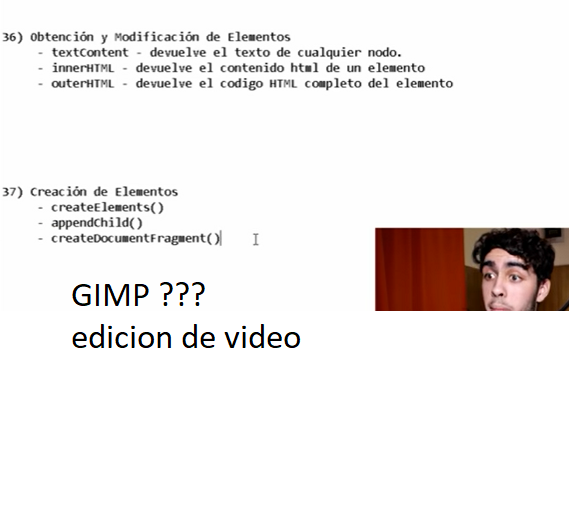 36) Obtención y Modificación de Elementos
- textContent - devuelve el texto de cualquier nodo.
- innerHTML - devuelve el contenido html de un elemento
- outerHTML - devuelve el codigo HTML completo del elemento
37) Creación de Elementos
- createElements()
- appendChild()
- createDocumentFragment()
GIMP ???
edicion de video